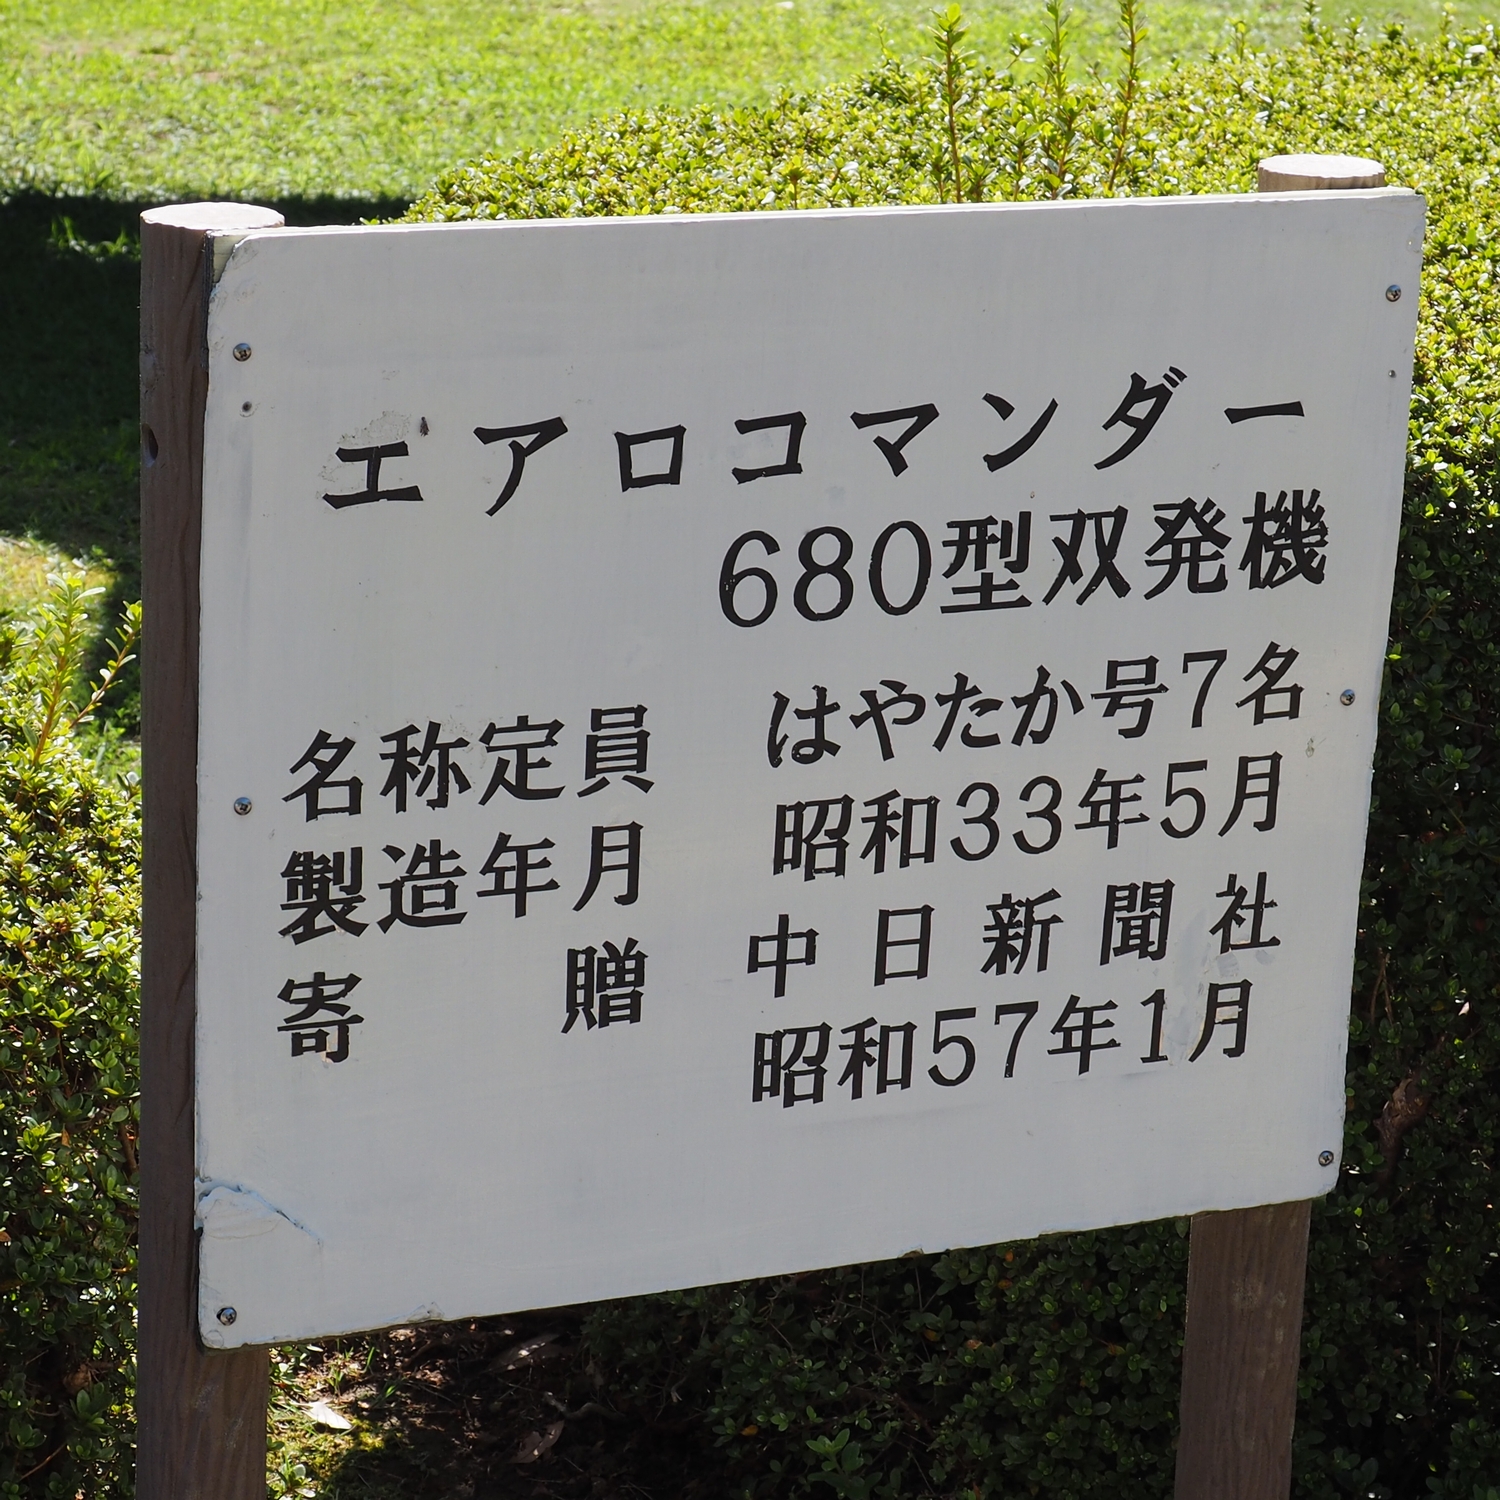 エアロコマンダー
680型双発機
名称定員 はやたか号7名
製造年月 昭和33年5月
寄贈 中日新聞社
昭和57年1月